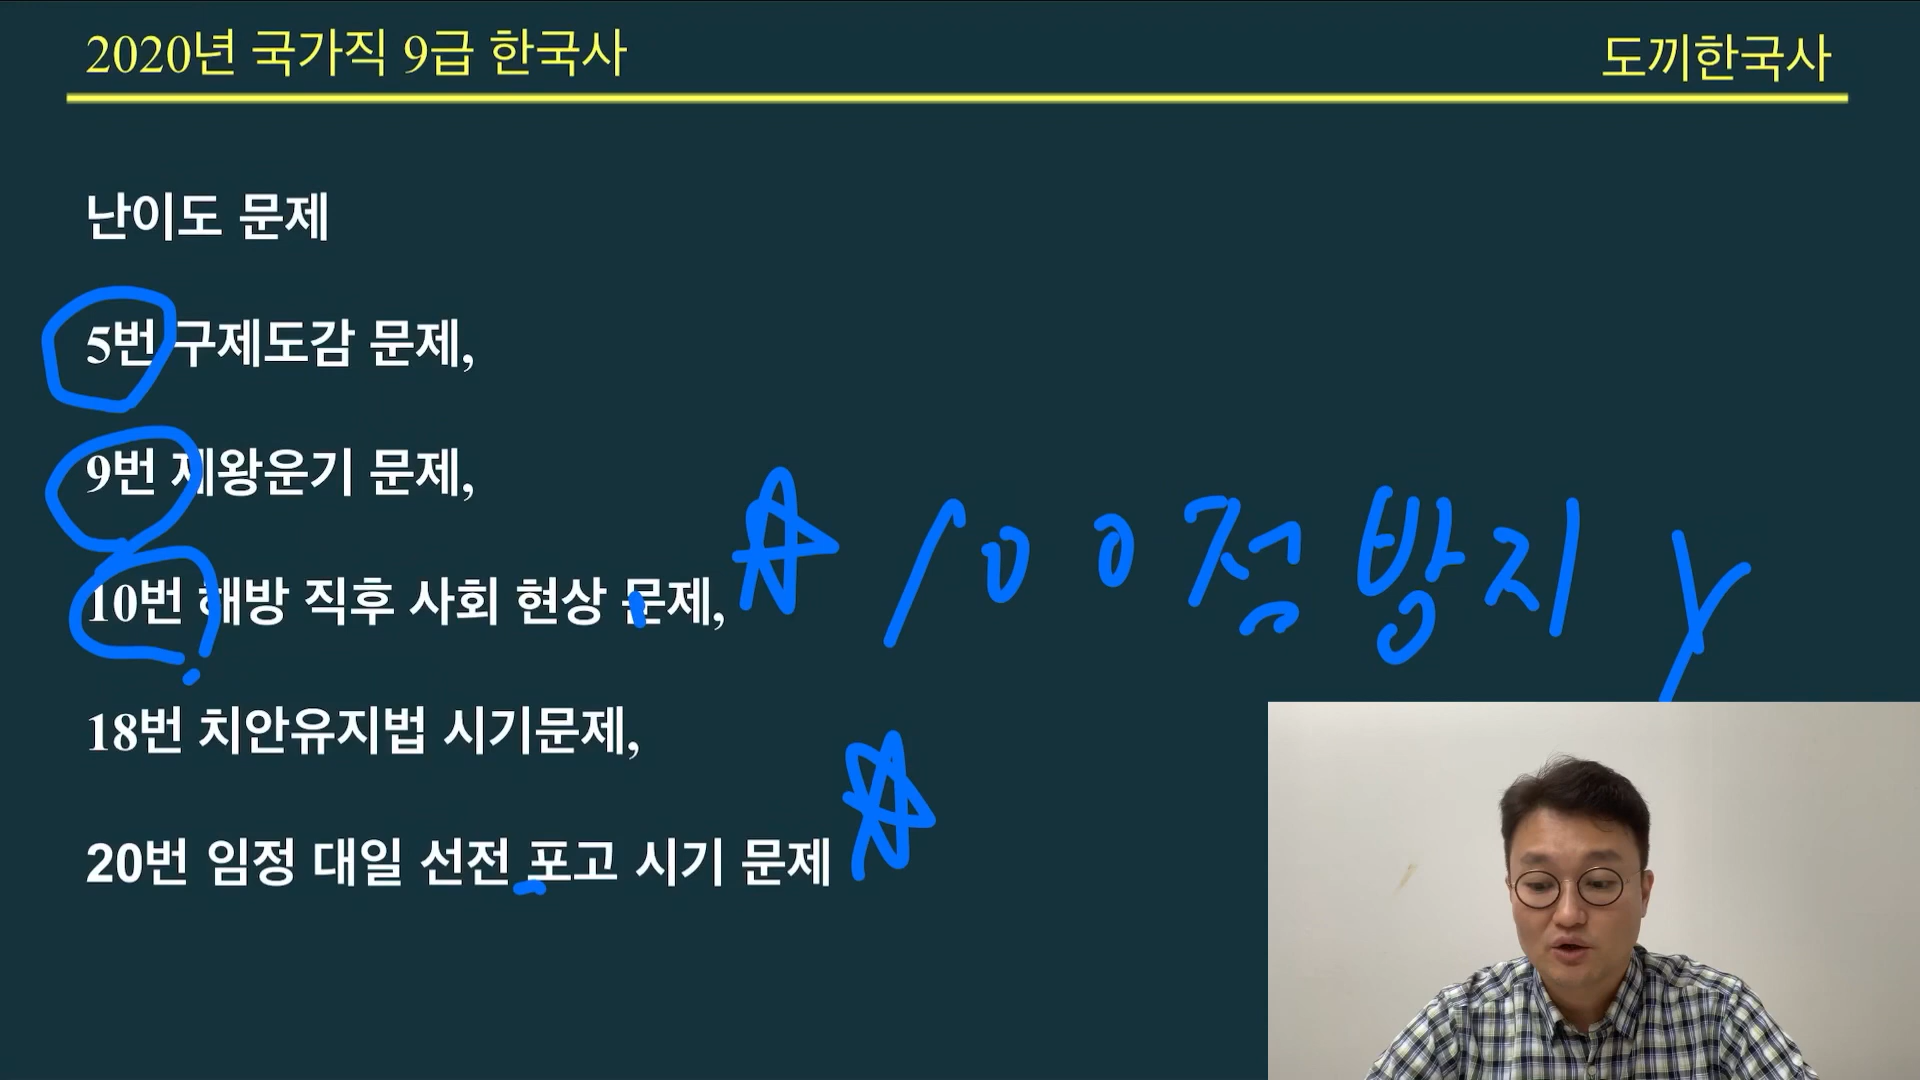 2020년 국가직 9급 한국사
도끼한국사
난이도 문제
5번 구제도감 문제,
9번 제왕운기 문제,
10번 해방 직후 사회 현상 문제,
100점방지
18번 치안유지법 시기문제,
20번 임정 대일 선전 포고 시기 문제